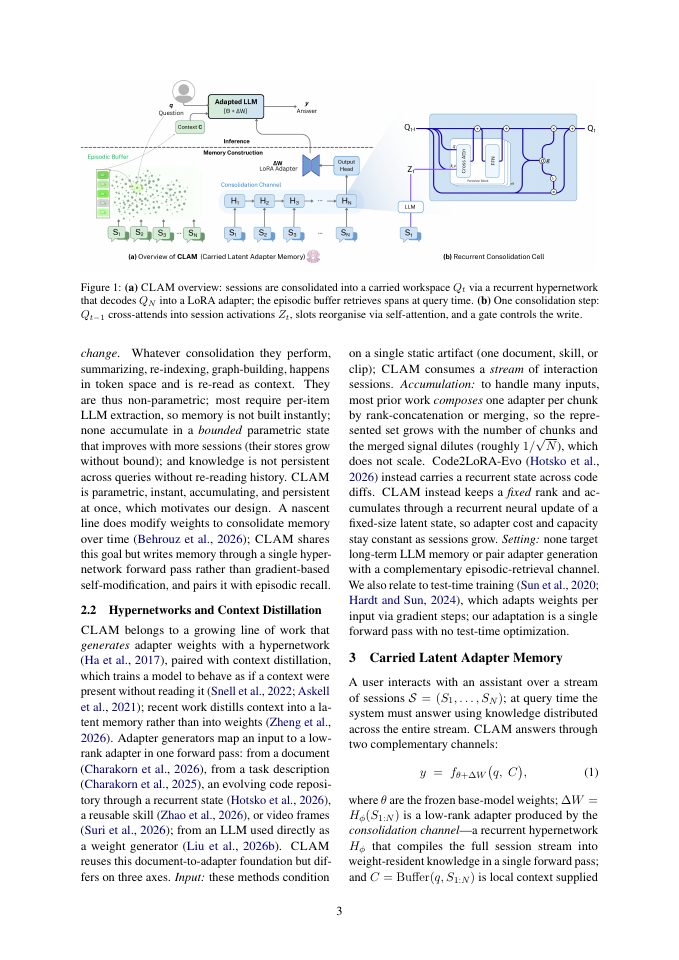 q
Question
Adapted LLM
[Θ + ΔW]
y
Answer
Context C
Inference
Memory Construction
Episodic Buffer
ΔW
LoRA Adapter
Output
Head
Consolidation Channel
H₁ H₂ H₃ ... Hₙ
S₁ S₂ S₃ ... Sₙ
S₁ S₂ S₃ ... Sₙ
(a) Overview of CLAM (Carried Latent Adapter Memory)
Qₜ₋₁
Qₜ
Zₜ
Cross-Attn
FFN
LLM
Sₜ
(b) Recurrent Consolidation Cell
Figure 1: (a) CLAM overview: sessions are consolidated into a carried workspace Qₜ via a recurrent hypernetwork
that decodes Q_N into a LoRA adapter; the episodic buffer retrieves spans at query time. (b) One consolidation step:
Qₜ₋₁ cross-attends into session activations Zₜ, slots reorganise via self-attention, and a gate controls the write.
change. Whatever consolidation they perform,
summarizing, re-indexing, graph-building, happens
in token space and is re-read as context. They
are thus non-parametric; most require per-item
LLM extraction, so memory is not built instantly;
none accumulate in a bounded parametric state
that improves with more sessions (their stores grow
without bound); and knowledge is not persistent
across queries without re-reading history. CLAM
is parametric, instant, accumulating, and persistent
at once, which motivates our design. A nascent
line does modify weights to consolidate memory
over time (Behrouz et al., 2026); CLAM shares
this goal but writes memory through a single hyper-
network forward pass rather than gradient-based
self-modification, and pairs it with episodic recall.
2.2 Hypernetworks and Context Distillation
CLAM belongs to a growing line of work that
generates adapter weights with a hypernetwork
(Ha et al., 2017), paired with context distillation,
which trains a model to behave as if a context were
present without reading it (Snell et al., 2022; Askell
et al., 2021); recent work distills context into a la-
tent memory rather than into weights (Zheng et al.,
2026). Adapter generators map an input to a low-
rank adapter in one forward pass: from a document
(Charakorn et al., 2026), from a task description
(Charakorn et al., 2025), an evolving code reposi-
tory through a recurrent state (Hotsko et al., 2026),
a reusable skill (Zhao et al., 2026), or video frames
(Suri et al., 2026); from an LLM used directly as
a weight generator (Liu et al., 2026b). CLAM
reuses this document-to-adapter foundation but dif-
fers on three axes. Input: these methods condition
on a single static artifact (one document, skill, or
clip); CLAM consumes a stream of interaction
sessions. Accumulation: to handle many inputs,
most prior work composes one adapter per chunk
by rank-concatenation or merging, so the repre-
sented set grows with the number of chunks and
the merged signal dilutes (roughly 1/√N), which
does not scale. Code2LoRA-Evo (Hotsko et al.,
2026) instead carries a recurrent state across code
diffs. CLAM instead keeps a fixed rank and ac-
cumulates through a recurrent neural update of a
fixed-size latent state, so adapter cost and capacity
stay constant as sessions grow. Setting: none target
long-term LLM memory or pair adapter generation
with a complementary episodic-retrieval channel.
We also relate to test-time training (Sun et al., 2020;
Hardt and Sun, 2024), which adapts weights per
input via gradient steps; our adaptation is a single
forward pass with no test-time optimization.
3 Carried Latent Adapter Memory
A user interacts with an assistant over a stream
of sessions 𝒮 = (S₁, . . . , S_N); at query time the
system must answer using knowledge distributed
across the entire stream. CLAM answers through
two complementary channels:
y = f_{θ+ΔW}(q, C), (1)
where θ are the frozen base-model weights; ΔW =
H_ϕ(S_{1:N}) is a low-rank adapter produced by the
consolidation channel—a recurrent hypernetwork
H_ϕ that compiles the full session stream into
weight-resident knowledge in a single forward pass;
and C = Buffer(q, S_{1:N}) is local context supplied
3